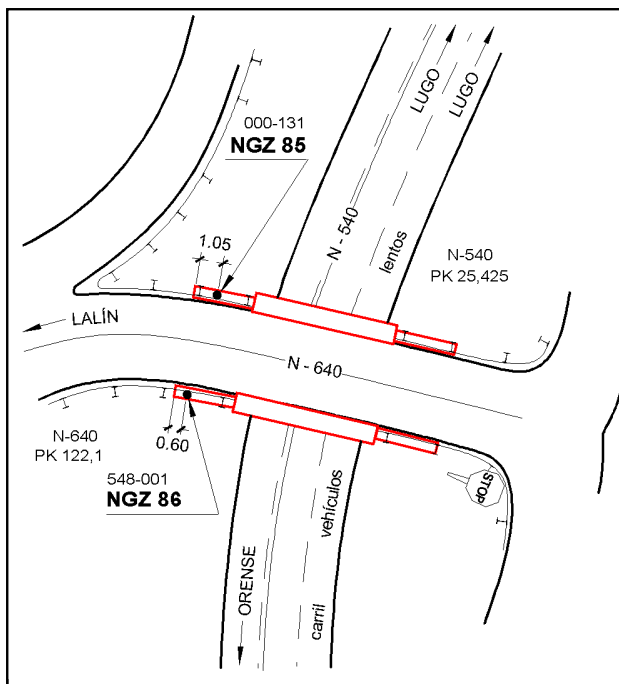 LUGO
LUGO
000-131
NGZ 85
N - 540
1.05
lentos
N-540
PK 25,425
LALÍN
N - 640
N-640
PK 122,1
0.60
548-001
NGZ 86
STOP
vehículos
ORENSE
carril